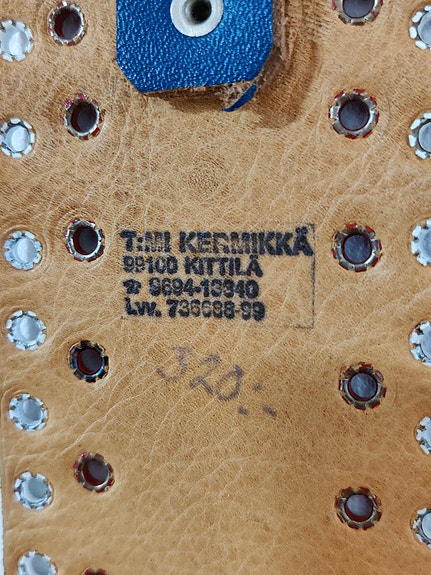 T:MI KERMIKKÄ
99100 KITTILÄ
☎ 9694-13340
Lvv. 736688-99
320:-